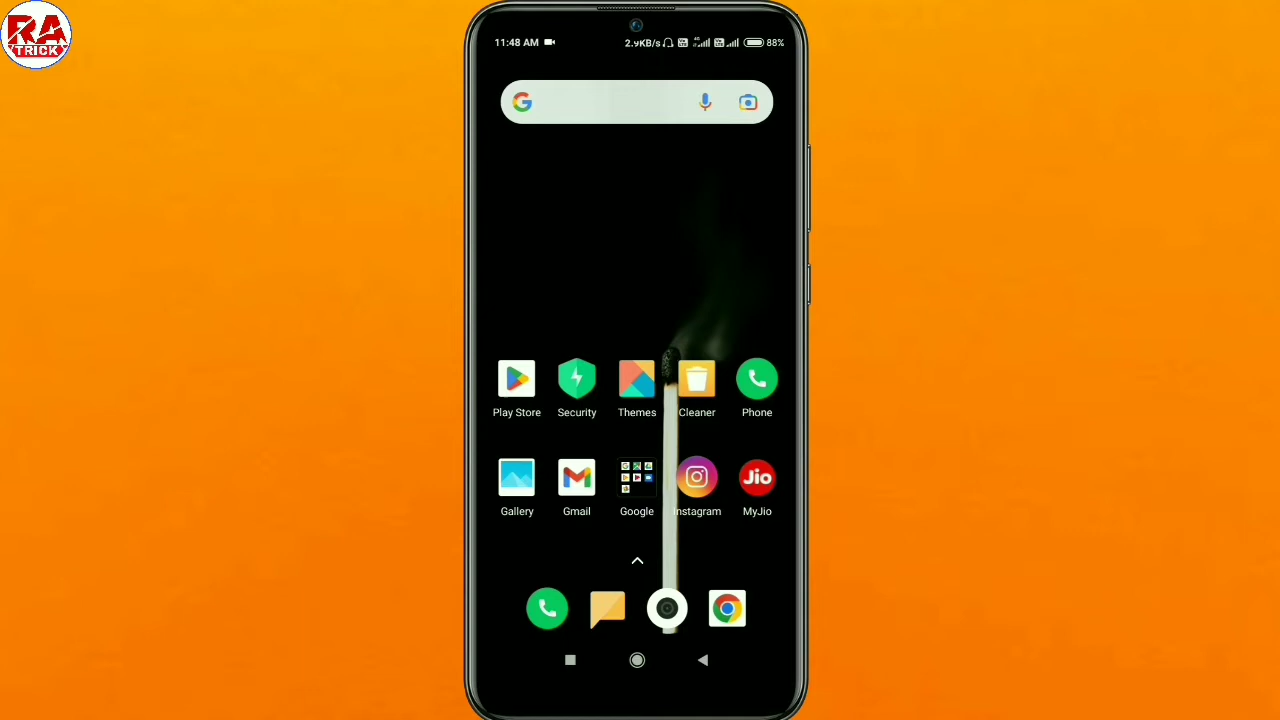 RA
TRICK
11:48 AM
2.9KB/s 4G 88%
Play Store Security Themes Cleaner Phone
Jio
Gallery Gmail Google Instagram MyJio